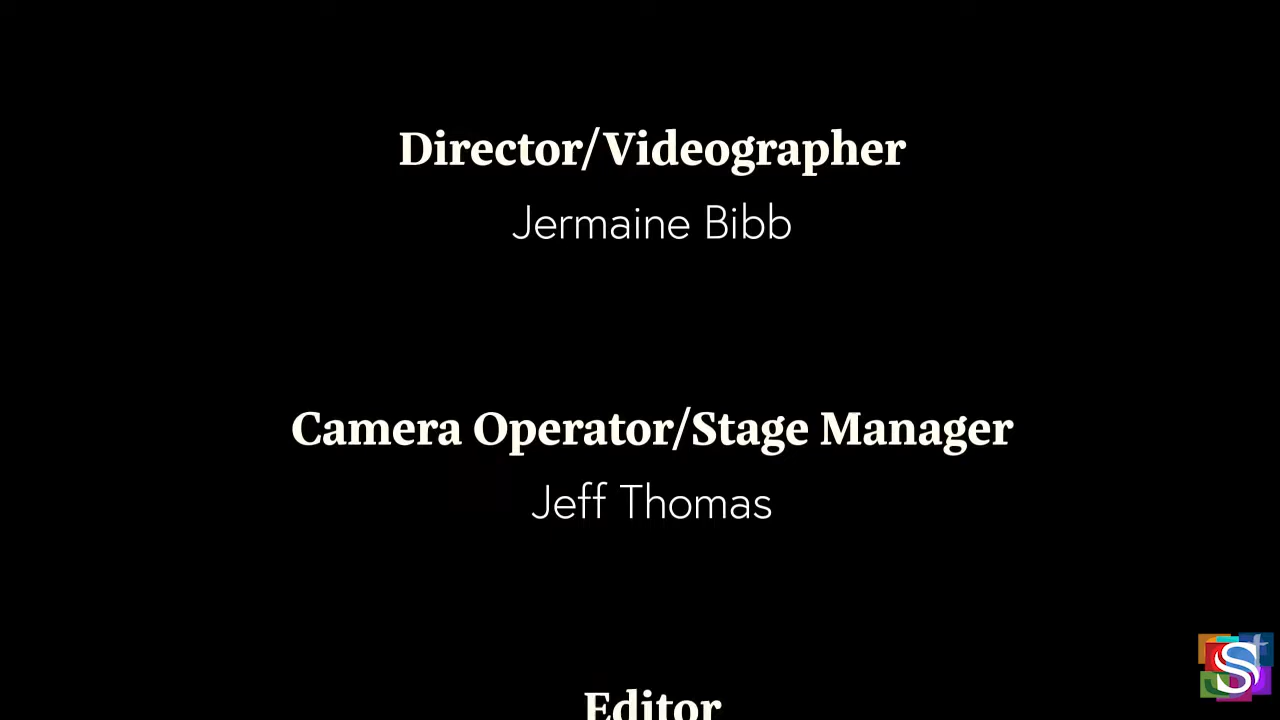 Director/Videographer
Jermaine Bibb
Camera Operator/Stage Manager
Jeff Thomas
Editor
S